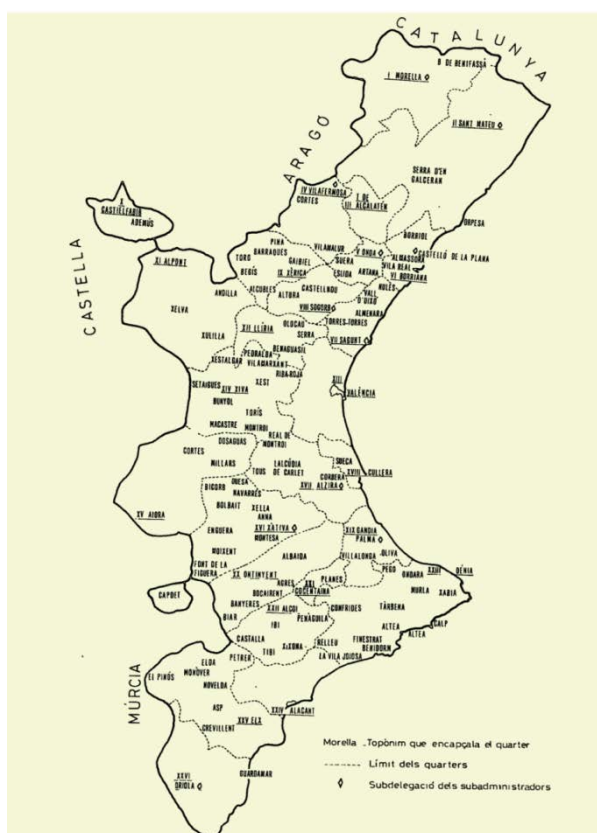 CATALUNYA
B DE BENIFASSÀ
I MORELLA
II SANT MATEU
ARAGÓ
SERRA D'EN
GALCERAN
IV VILAFERMOSA
CORTES
T DE
III ALCALATÉN
X
CASTELLFABIB
ADEMÚS
ORPESA
BORRIOL
CASTELLÓ DE LA PLANA
CASTELLA
XI ALPONT
PINA
BARRAQUES
TORO
BEGÍS
GAIBIEL
VILAMALUR
IX XÈRICA
V ONDA
SUERA
ESLIDA
ARTANA
ALMASSORA
VILA REAL
VI BORRIANA
NULES
VALL
D'UIXÓ
ALMENARA
ANDILLA
ALCUBLES
ALTURA
CASTELLNOU
VIII SOGORB
TORRES-TORRES
VII SAGUNT
XELVA
XULILLA
XII LLÍRIA
OLOCAU
SERRA
BENAGUASIL
PEDRALBA
XESTALGAR
VILAMARXANT
RIBA-ROJA
XIII
VALÈNCIA
SETAIGÜES
XIV XIVA
XEST
BUNYOL
TORÍS
MACASTRE
MONTROI
REAL DE
MONTROI
DOSAGUAS
CORTES
MILLARS
L'ALCÚDIA
DE CARLET
TOUS
SUECA
CORBERA
XVIII CULLERA
XVII ALZIRA
BICORB
QUESA
NAVARRÉS
BOLBAIT
XELLA
ANNA
XV AIORA
ENGUERA
XVI XÀTIVA
MONTESA
MOIXENT
FONT DE LA
FIGUERA
XIX GANDIA
PALMA
OLIVA
VILLALONGA
ALBAIDA
XX ONTINYENT
AGRES
XXI
COCENTAINA
PLANES
PEGO
ONDARA
XXIII
DÉNIA
CAPDET
BOCAIRENT
BANYERES
XXII ALCOI
BIAR
IBI
PENÀGUILA
CONFRIDES
TÀRBENA
MURLA
XÀBIA
CALP
ALTEA
ALTEA
CASTALLA
TIBI
XIXONA
RELLEU
FINESTRAT
BENIDORM
LA VILA JOIOSA
PETRER
MÚRCIA
El PINÓS
ELDA
MONÒVER
NOVELDA
ASP
CREVILLENT
XXV ELX
XXIV ALACANT
GUARDAMAR
XXVI
ORIOLA
Morella _Topònim que encapçala el quarter
Límit dels quarters
Subdelegació dels subadministradors